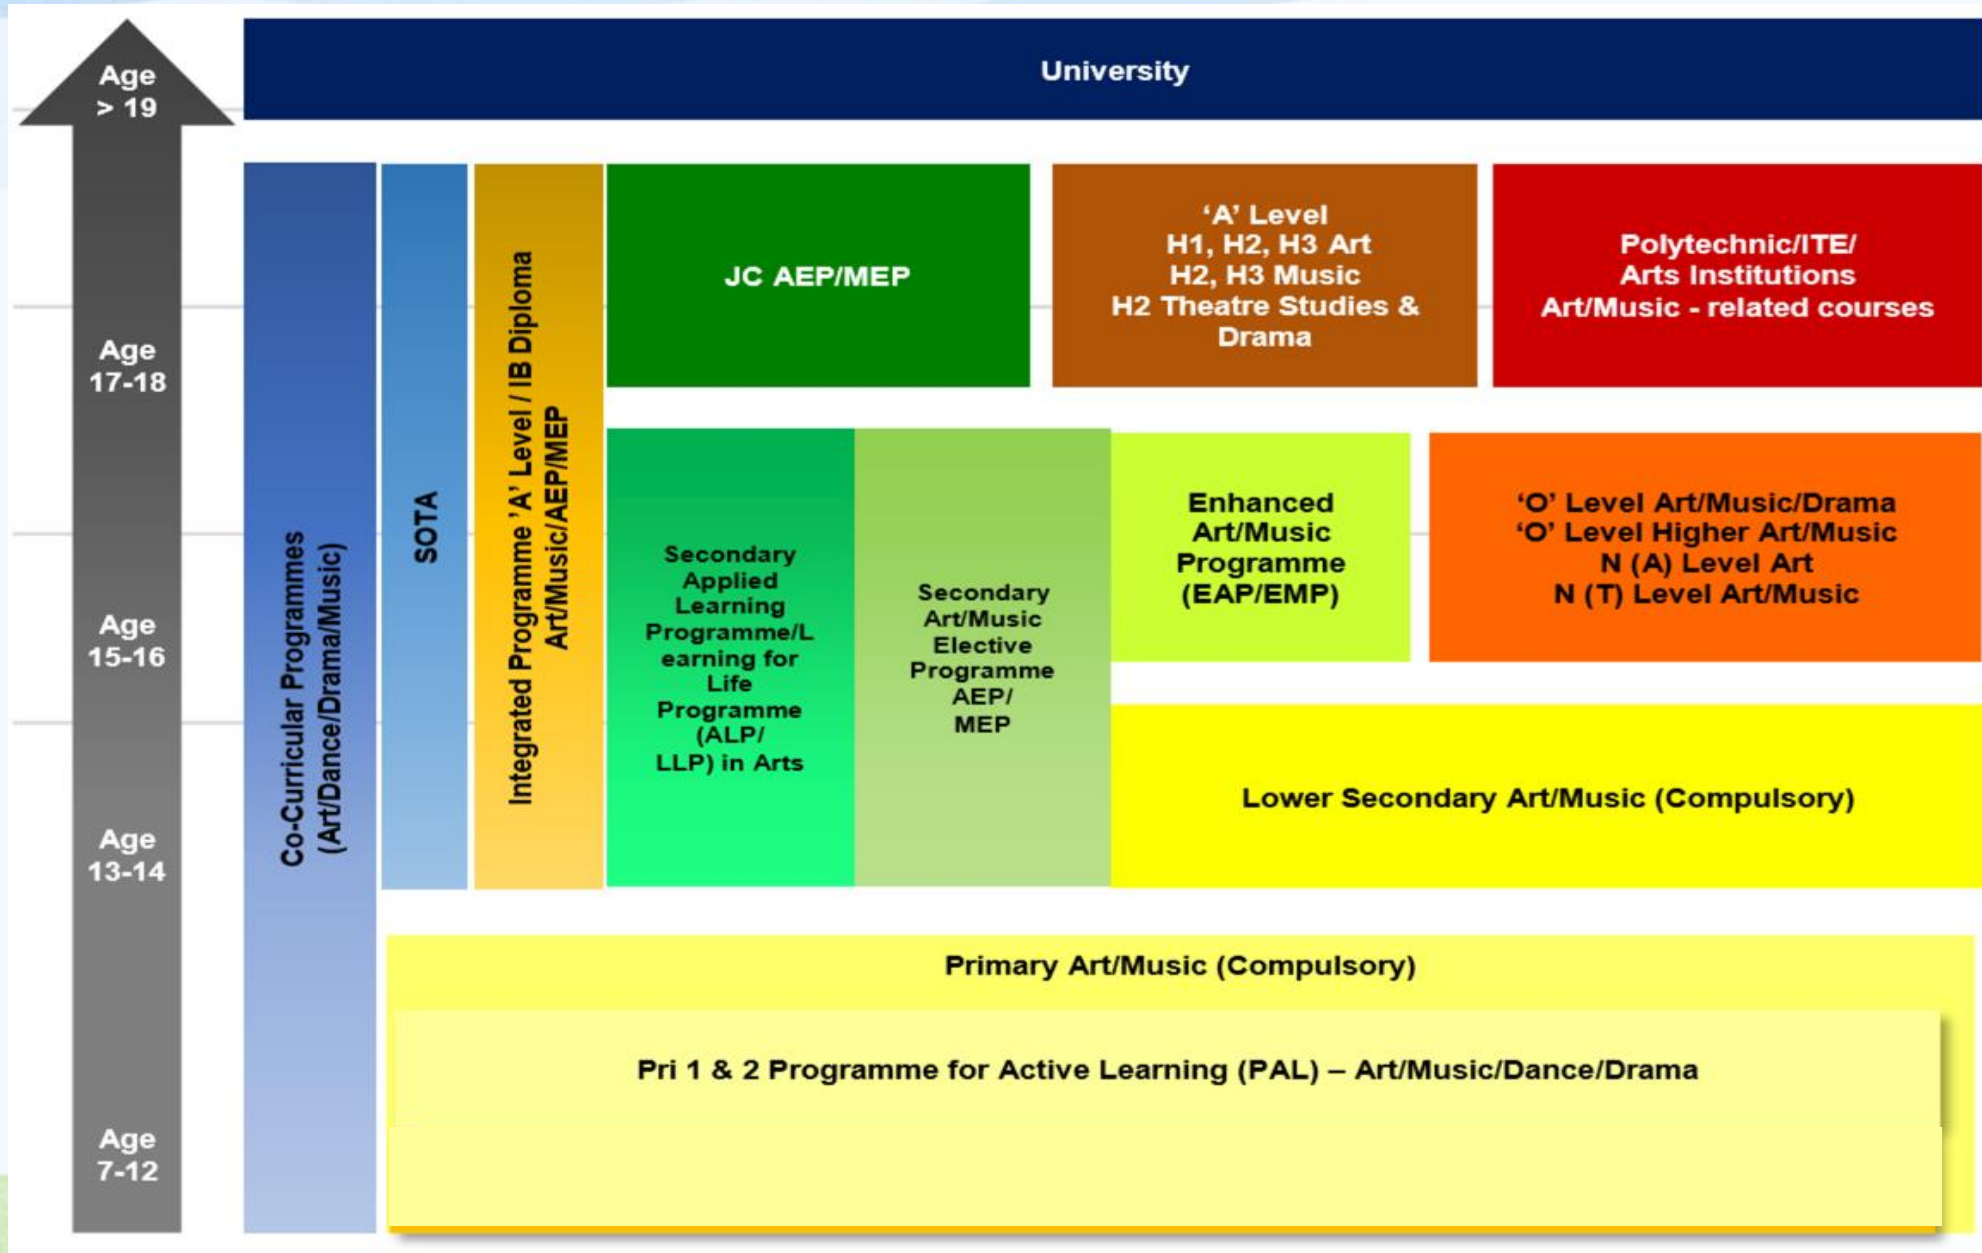 Age
> 19
University
Age
17-18
Age
15-16
Age
13-14
Age
7-12
Co-Curricular Programmes
(Art/Dance/Drama/Music)
SOTA
Integrated Programme 'A' Level / IB Diploma
Art/Music/AEP/MEP
JC AEP/MEP
‘A’ Level
H1, H2, H3 Art
H2, H3 Music
H2 Theatre Studies &
Drama
Polytechnic/ITE/
Arts Institutions
Art/Music - related courses
Secondary
Applied
Learning
Programme/L
earning for
Life
Programme
(ALP/
LLP) in Arts
Secondary
Art/Music
Elective
Programme
AEP/
MEP
Enhanced
Art/Music
Programme
(EAP/EMP)
‘O’ Level Art/Music/Drama
‘O’ Level Higher Art/Music
N (A) Level Art
N (T) Level Art/Music
Lower Secondary Art/Music (Compulsory)
Primary Art/Music (Compulsory)
Pri 1 & 2 Programme for Active Learning (PAL) – Art/Music/Dance/Drama